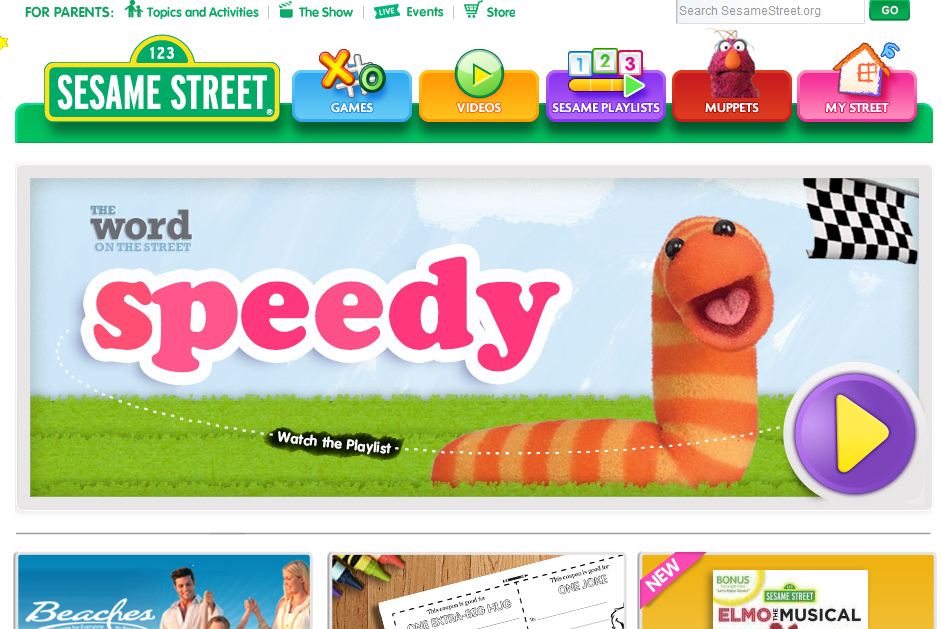 FOR PARENTS: Topics and Activities The Show LIVE Events Store Search SesameStreet.org GO
123
SESAME STREET®
X O
1 2 3
GAMES VIDEOS SESAME PLAYLISTS MUPPETS MY STREET
THE
word
ON THE STREET
speedy
Watch the Playlist
Beaches
This coupon is good for
ONE EXTRA-BIG HUG
This coupon is good for
ONE JOKE
To:
NEW
BONUS
SESAME STREET
ELMO THE MUSICAL